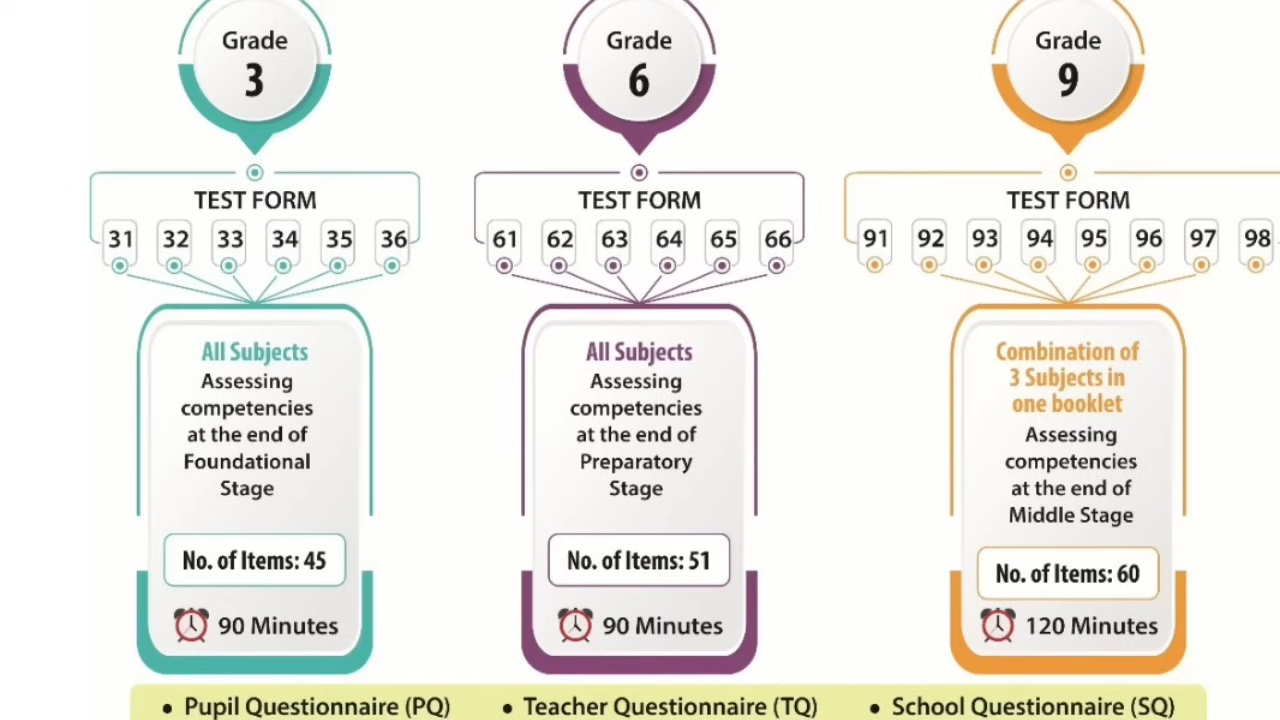 Grade
3
TEST FORM
31 32 33 34 35 36
All Subjects
Assessing
competencies
at the end of
Foundational
Stage
No. of Items: 45
90 Minutes
Grade
6
TEST FORM
61 62 63 64 65 66
All Subjects
Assessing
competencies
at the end of
Preparatory
Stage
No. of Items: 51
90 Minutes
Grade
9
TEST FORM
91 92 93 94 95 96 97 98
Combination of
3 Subjects in
one booklet
Assessing
competencies
at the end of
Middle Stage
No. of Items: 60
120 Minutes
• Pupil Questionnaire (PQ) • Teacher Questionnaire (TQ) • School Questionnaire (SQ)